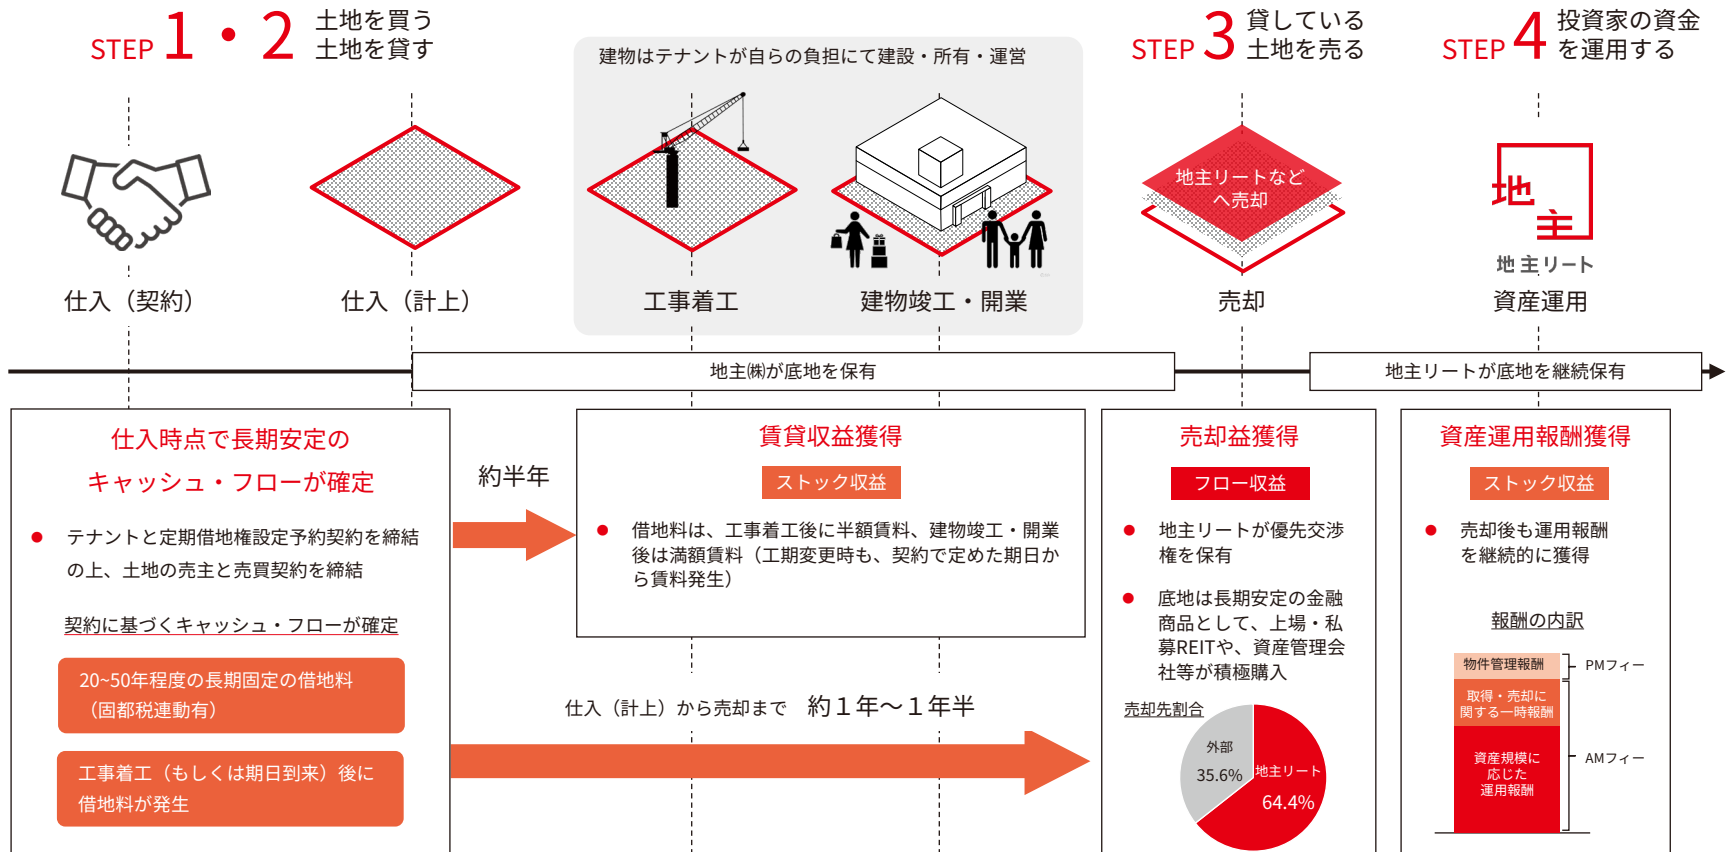 STEP 1・2 土地を買う
土地を貸す
建物はテナントが自らの負担にて建設・所有・運営
STEP 3 貸している
土地を売る
STEP 4 投資家の資金
を運用する
地主リートなど
へ売却
地主
地主リート
仕入（契約）
仕入（計上）
工事着工
建物竣工・開業
売却
資産運用
地主㈱が底地を保有
地主リートが底地を継続保有
仕入時点で長期安定の
キャッシュ・フローが確定
● テナントと定期借地権設定予約契約を締結
の上、土地の売主と売買契約を締結
契約に基づくキャッシュ・フローが確定
20~50年程度の長期固定の借地料
（固都税連動有）
工事着工（もしくは期日到来）後に
借地料が発生
約半年
賃貸収益獲得
ストック収益
● 借地料は、工事着工後に半額賃料、建物竣工・開業
後は満額賃料（工期変更時も、契約で定めた期日か
ら賃料発生）
仕入（計上）から売却まで 約１年～１年半
売却益獲得
フロー収益
● 地主リートが優先交渉
権を保有
● 底地は長期安定の金融
商品として、上場・私
募REITや、資産管理会
社等が積極購入
売却先割合
外部
35.6%
地主リート
64.4%
資産運用報酬獲得
ストック収益
● 売却後も運用報酬
を継続的に獲得
報酬の内訳
物件管理報酬
PMフィー
取得・売却に
関する一時報酬
資産規模に
応じた
運用報酬
AMフィー